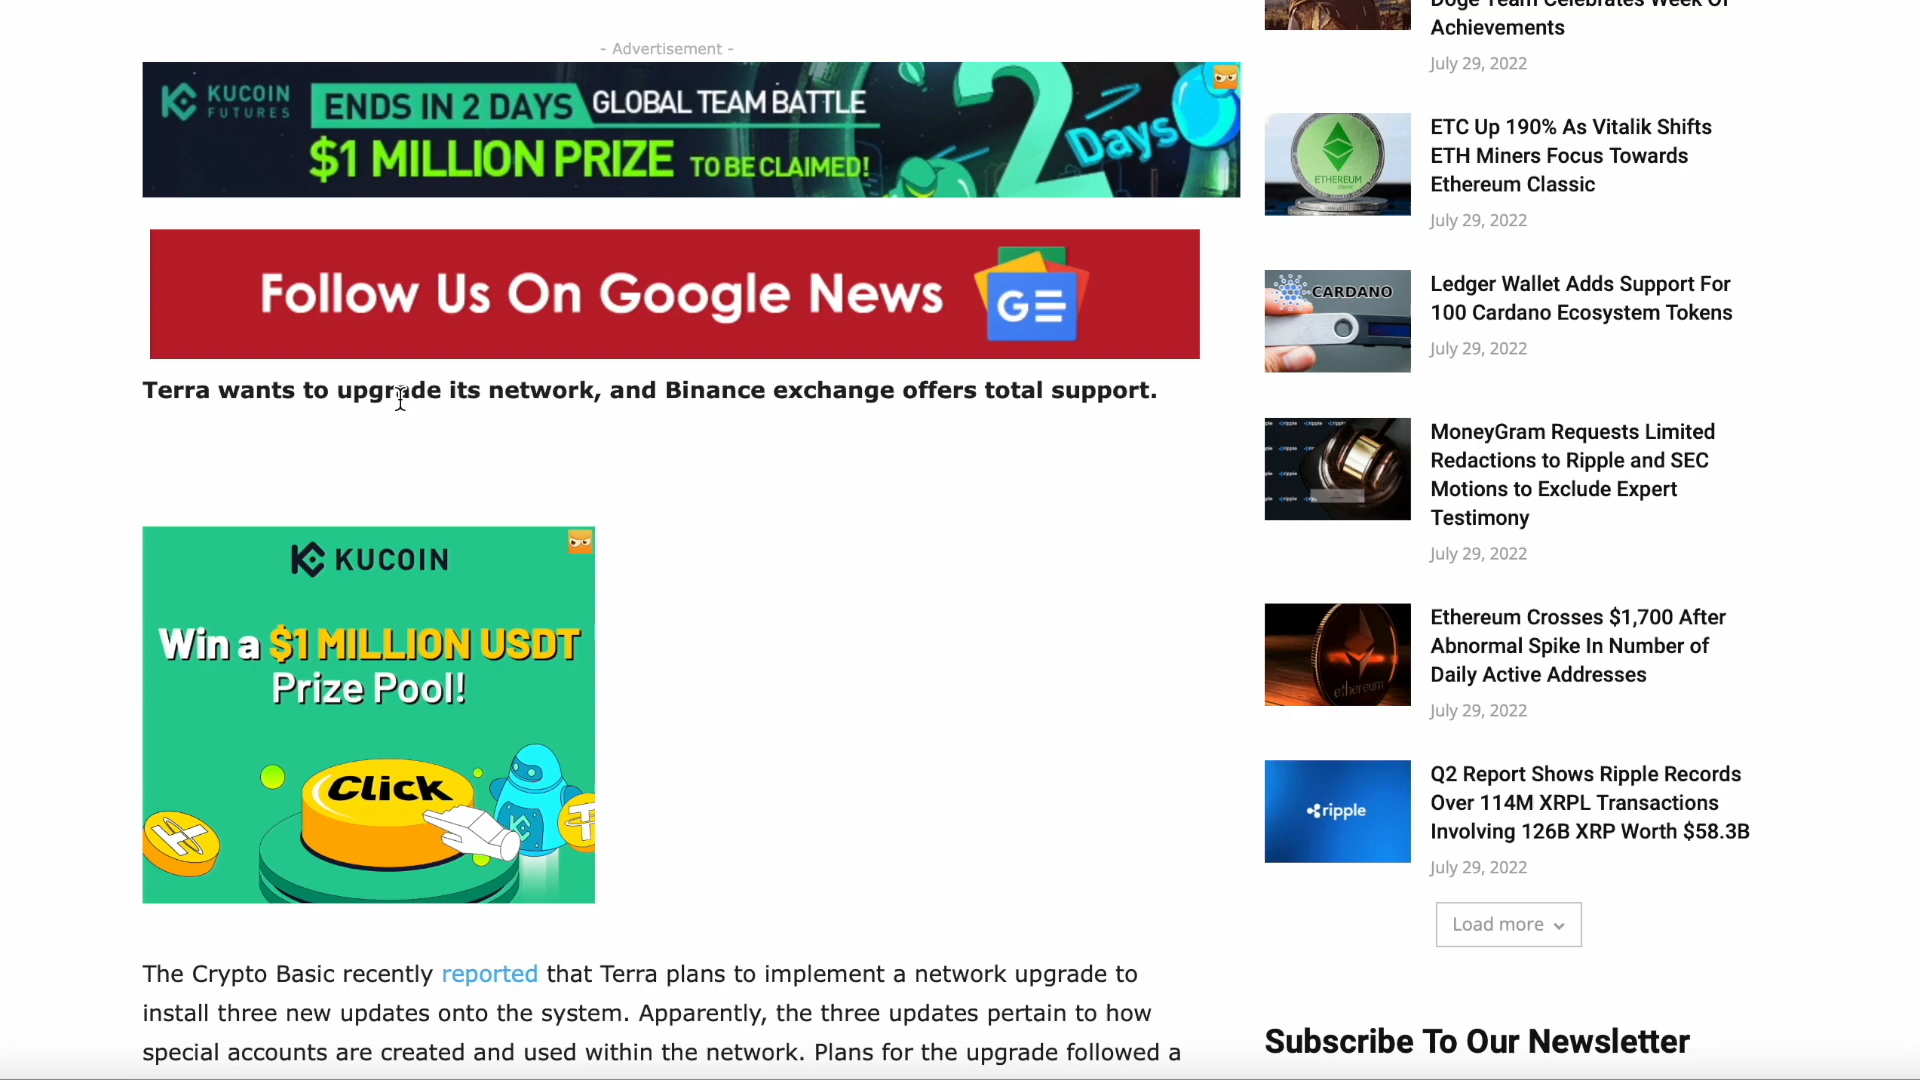 - Advertisement -
KUCOIN FUTURES
ENDS IN 2 DAYS GLOBAL TEAM BATTLE
$1 MILLION PRIZE TO BE CLAIMED!
2 Days
Follow Us On Google News
GE
Terra wants to upgrade its network, and Binance exchange offers total support.
KUCOIN
Win a $1 MILLION USDT
Prize Pool!
Click
The Crypto Basic recently reported that Terra plans to implement a network upgrade to
install three new updates onto the system. Apparently, the three updates pertain to how
special accounts are created and used within the network. Plans for the upgrade followed a
Doge Team Celebrates Week Of
Achievements
July 29, 2022
ETHEREUM
ETC Up 190% As Vitalik Shifts
ETH Miners Focus Towards
Ethereum Classic
July 29, 2022
CARDANO
Ledger Wallet Adds Support For
100 Cardano Ecosystem Tokens
July 29, 2022
MoneyGram Requests Limited
Redactions to Ripple and SEC
Motions to Exclude Expert
Testimony
July 29, 2022
ethereum
Ethereum Crosses $1,700 After
Abnormal Spike In Number of
Daily Active Addresses
July 29, 2022
ripple
Q2 Report Shows Ripple Records
Over 114M XRPL Transactions
Involving 126B XRP Worth $58.3B
July 29, 2022
Load more
Subscribe To Our Newsletter